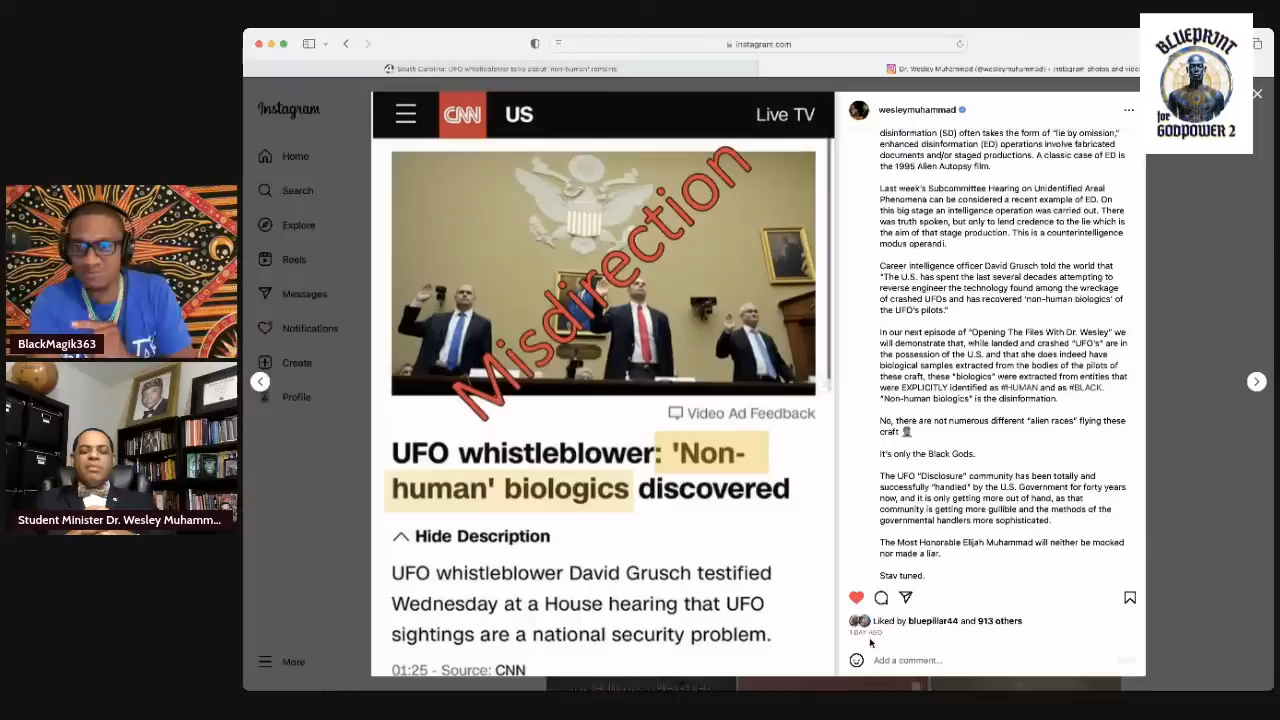 instagram.com
South Carolina: UFO whistleblower talks about 'non-human' remains
Dr. Wesley Muhammad (@wesleymuhammad) • Instagram photos and vide
BLUEPRINT
for
GODPOWER 2
Instagram
Home
Search
Explore
Reels
Messages
Notifications
Create
Profile
More
BlackMagik363
Student Minister Dr. Wesley Muhamm...
CNN US Live TV
Misdirection
Video Ad Feedback
UFO whistleblower: 'Non-
human' biologics discovered
Hide Description
UFO whistleblower David Grusch testified
Wednesday at a House hearing that UFO
sightings are a national security problem.
01:25 - Source: CNN
wesleymuhammad
disinformation (SD) often takes the form of "lie by omission,"
enhanced disinformation (ED) operations involve fabricated
documents and/or staged productions. A classic case of ED is
the 1995 Alien Autopsy film.
Last week's Subcommittee Hearing on Unidentified Areal
Phenomena can be considered a recent example of ED. On
this big stage an intelligence operation was carried out. There
was truth spoken, but only to lend credence to the lie which is
the aim of that stage production. This is a counterintelligence
modus operandi.
Career intelligence officer David Grusch told the world that
"The U.S. has spent the last several decades attempting to
reverse engineer the technology found among the wreckage
of crashed UFOs and has recovered 'non-human biologics' of
the UFO's pilots."
In our next episode of "Opening The Files With Dr. Wesley" we
will demonstrate that, while landed and crashed "UFO's" are in
the possession of the U.S. and that she does indeed have
biological samples extracted from the bodies of the pilots of
these craft, these "biologics" were extracted from entities that
were EXPLICITLY identified as #HUMAN and as #BLACK.
"Non-human biologics" is the disinformation.
No, there are not numerous different "alien races" flying these
craft
It's only the Black Gods.
The UFO "Disclosure" community has been totally and
successfully "handled" by the U.S. Government for forty years
now, and it is only getting more out of hand, as that
community is getting more gullible and the methods of the
governmental handlers more sophisticated.
The Most Honorable Elijah Muhammad will neither be mocked
nor made a liar.
Stay tuned.
Liked by bluepillar44 and 913 others
1 DAY AGO
Add a comment...